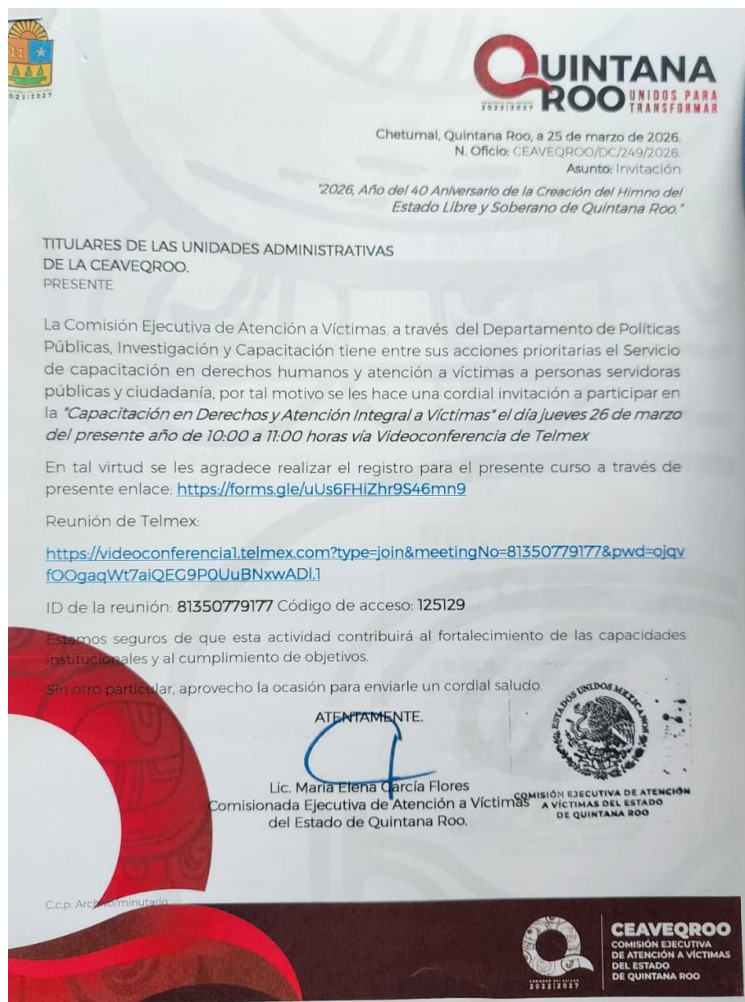 2022|2027
QUINTANA
ROO UNIDOS PARA
TRANSFORMAR
2022|2027
Chetumal, Quintana Roo, a 25 de marzo de 2026.
N. Oficio: CEAVEQROO/DC/249/2026.
Asunto: Invitación
"2026, Año del 40 Aniversario de la Creación del Himno del
Estado Libre y Soberano de Quintana Roo."
TITULARES DE LAS UNIDADES ADMINISTRATIVAS
DE LA CEAVEQROO.
PRESENTE
La Comisión Ejecutiva de Atención a Víctimas, a través del Departamento de Políticas
Públicas, Investigación y Capacitación tiene entre sus acciones prioritarias el Servicio
de capacitación en derechos humanos y atención a víctimas a personas servidoras
públicas y ciudadanía, por tal motivo se les hace una cordial invitación a participar en
la "Capacitación en Derechos y Atención Integral a Víctimas" el día jueves 26 de marzo
del presente año de 10:00 a 11:00 horas vía Videoconferencia de Telmex
En tal virtud se les agradece realizar el registro para el presente curso a través de
presente enlace: https://forms.gle/uUs6FHiZhr9S46mn9
Reunión de Telmex:
https://videoconferencia1.telmex.com?type=join&meetingNo=81350779177&pwd=ojqv
fOOgaqWt7aiQEG9P0UuBNxwADl.1
ID de la reunión: 81350779177 Código de acceso: 125129
Estamos seguros de que esta actividad contribuirá al fortalecimiento de las capacidades
institucionales y al cumplimiento de objetivos.
Sin otro particular, aprovecho la ocasión para enviarle un cordial saludo.
ATENTAMENTE.
ESTADOS UNIDOS MEXICANOS
Lic. María Elena García Flores
Comisionada Ejecutiva de Atención a Víctimas
del Estado de Quintana Roo.
COMISIÓN EJECUTIVA DE ATENCIÓN
A VÍCTIMAS DEL ESTADO
DE QUINTANA ROO
C.c.p. Archivo/minutario
2022|2027
CEAVEQROO
COMISIÓN EJECUTIVA
DE ATENCIÓN A VÍCTIMAS
DEL ESTADO
DE QUINTANA ROO